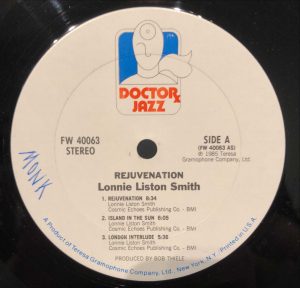 DOCTOR
JAZZ
FW 40063
STEREO
SIDE A
(FW 40063 AS)
℗ 1985 Teresa
Gramophone Company, Ltd.
MONK
REJUVENATION
Lonnie Liston Smith
1. REJUVENATION 8:34
Lonnie Liston Smith
Cosmic Echoes Publishing Co. - BMI
2. ISLAND IN THE SUN 6:05
Lonnie Liston Smith
Cosmic Echoes Publishing Co. - BMI
3. LONDON INTERLUDE 5:36
Lonnie Liston Smith
Cosmic Echoes Publishing Co. - BMI
PRODUCED BY BOB THIELE
A Product of Teresa Gramophone Company, Ltd. New York, N.Y. Printed in U.S.A.